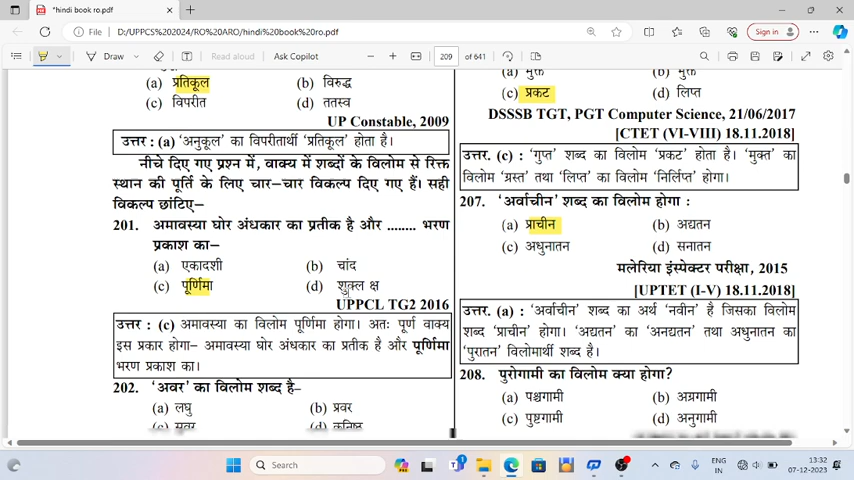 *hindi book ro.pdf
File
D:/UPPCS%202024/RO%20ARO/hindi%20book%20ro.pdf
Sign in
Draw
Read aloud
Ask Copilot
209 of 641
(a) प्रतिकूल (b) विरुद्ध
(c) विपरीत (d) ततस्व
UP Constable, 2009
उत्तर : (a) 'अनुकूल' का विपरीतार्थी 'प्रतिकूल' होता है।
नीचे दिए गए प्रश्न में, वाक्य में शब्दों के विलोम से रिक्त
स्थान की पूर्ति के लिए चार-चार विकल्प दिए गए हैं। सही
विकल्प छांटिए-
201. अमावस्या घोर अंधकार का प्रतीक है और ........ भरण
प्रकाश का-
(a) एकादशी (b) चांद
(c) पूर्णिमा (d) शुक्ल क्ष
UPPCL TG2 2016
उत्तर : (c) अमावस्या का विलोम पूर्णिमा होगा। अतः पूर्ण वाक्य
इस प्रकार होगा- अमावस्या घोर अंधकार का प्रतीक है और पूर्णिमा
भरण प्रकाश का।
202. 'अवर' का विलोम शब्द है-
(a) लघु (b) प्रवर
(a) मुक्त (b) मुक्त
(c) प्रकट (d) लिप्त
DSSSB TGT, PGT Computer Science, 21/06/2017
[CTET (VI-VIII) 18.11.2018]
उत्तर. (c) : 'गुप्त' शब्द का विलोम 'प्रकट' होता है। 'मुक्त' का
विलोम 'ग्रस्त' तथा 'लिप्त' का विलोम 'निर्लिप्त' होगा।
207. 'अर्वाचीन' शब्द का विलोम होगा :
(a) प्राचीन (b) अद्यतन
(c) अधुनातन (d) सनातन
मलेरिया इंस्पेक्टर परीक्षा, 2015
[UPTET (I-V) 18.11.2018]
उत्तर. (a) : 'अर्वाचीन' शब्द का अर्थ 'नवीन' है जिसका विलोम
शब्द 'प्राचीन' होगा। 'अद्यतन' का 'अनद्यतन' तथा अधुनातन का
'पुरातन' विलोमार्थी शब्द है।
208. पुरोगामी का विलोम क्या होगा?
(a) पश्चगामी (b) अग्रगामी
(c) पुष्टगामी (d) अनुगामी
Search
ENG
IN
13:32
07-12-2023